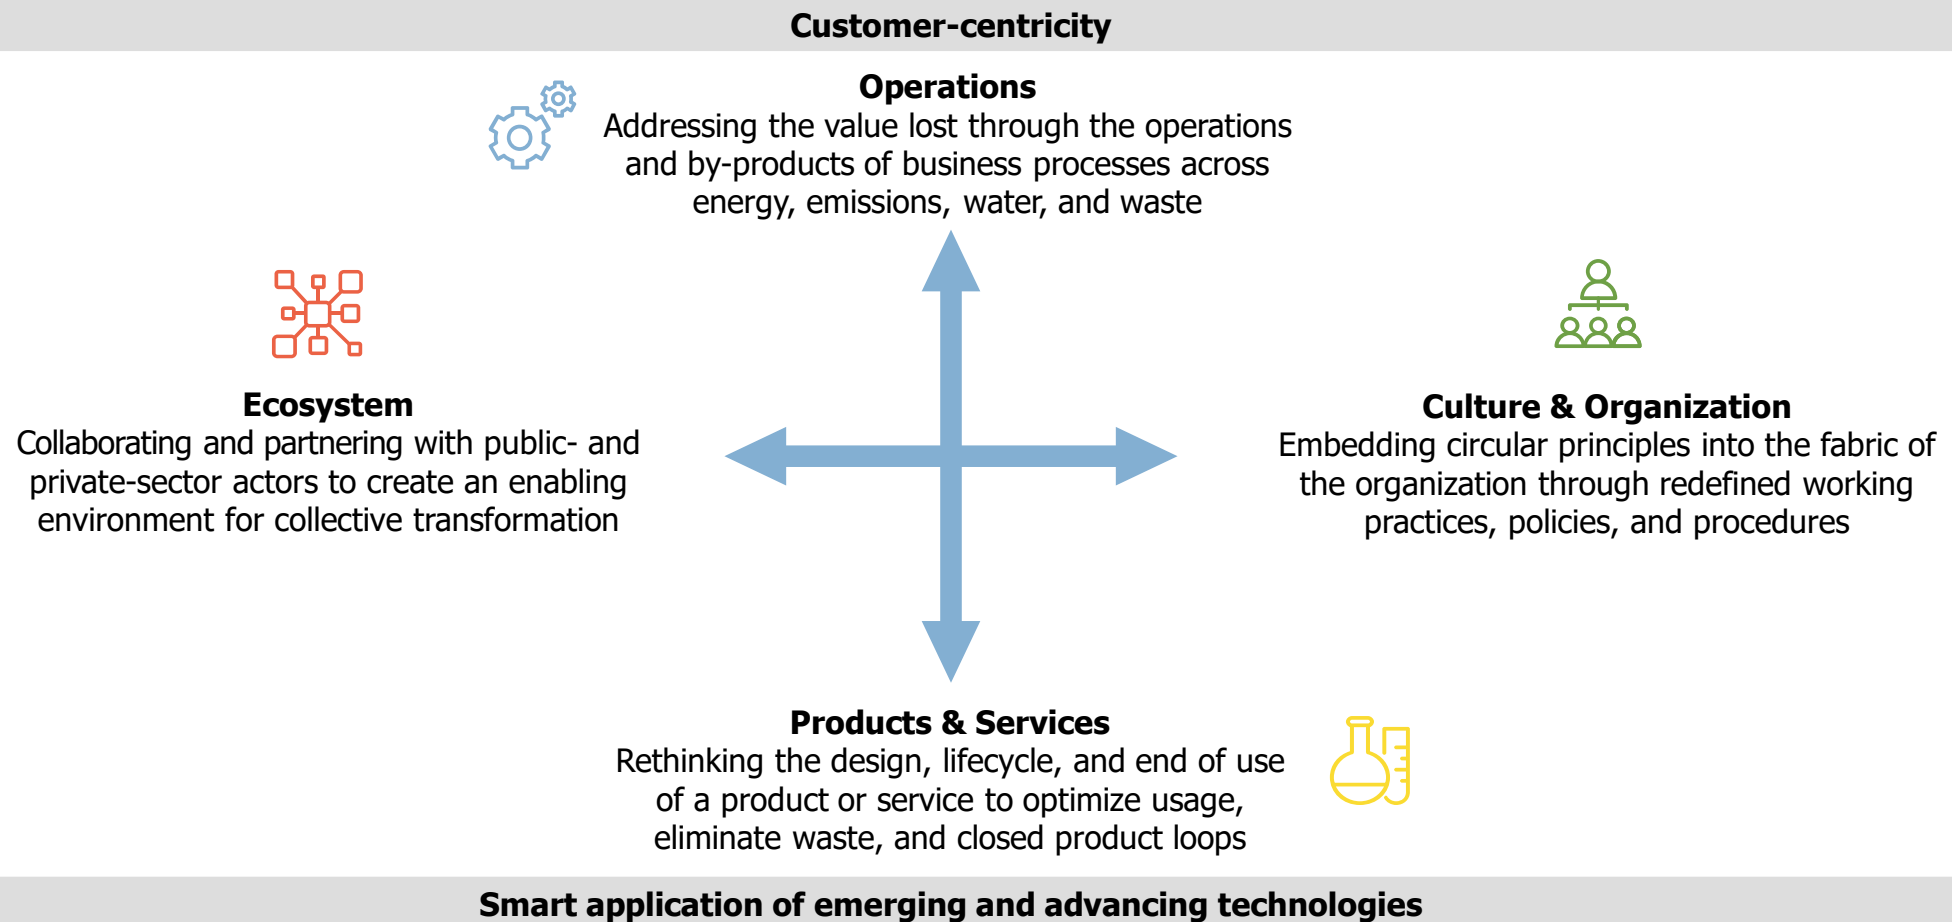 Customer-centricity
Operations
Addressing the value lost through the operations
and by-products of business processes across
energy, emissions, water, and waste
Ecosystem
Collaborating and partnering with public- and
private-sector actors to create an enabling
environment for collective transformation
Culture & Organization
Embedding circular principles into the fabric of
the organization through redefined working
practices, policies, and procedures
Products & Services
Rethinking the design, lifecycle, and end of use
of a product or service to optimize usage,
eliminate waste, and closed product loops
Smart application of emerging and advancing technologies